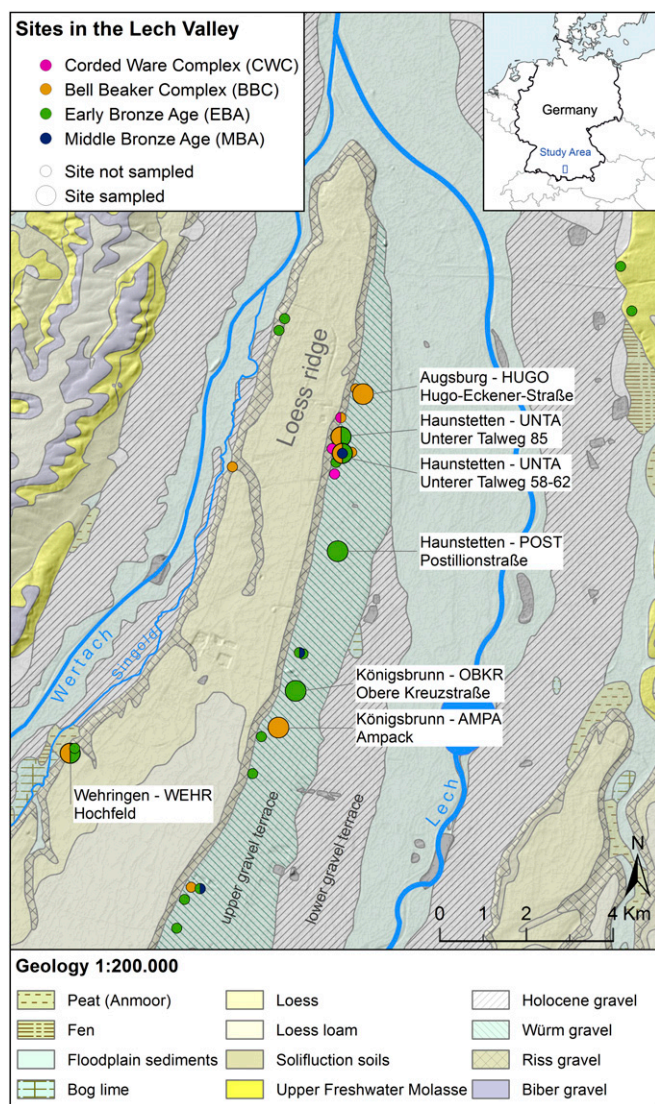 Sites in the Lech Valley
Corded Ware Complex (CWC)
Bell Beaker Complex (BBC)
Early Bronze Age (EBA)
Middle Bronze Age (MBA)
Site not sampled
Site sampled
Germany
Study Area
Loess ridge
Augsburg - HUGO
Hugo-Eckener-Straße
Haunstetten - UNTA
Unterer Talweg 85
Haunstetten - UNTA
Unterer Talweg 58-62
Haunstetten - POST
Postillionstraße
Wertach
Singold
Königsbrunn - OBKR
Obere Kreuzstraße
Königsbrunn - AMPA
Ampack
Lech
Wehringen - WEHR
Hochfeld
upper gravel terrace
lower gravel terrace
N
0 1 2 4 Km
Geology 1:200.000
Peat (Anmoor)
Fen
Floodplain sediments
Bog lime
Loess
Loess loam
Solifluction soils
Upper Freshwater Molasse
Holocene gravel
Würm gravel
Riss gravel
Biber gravel